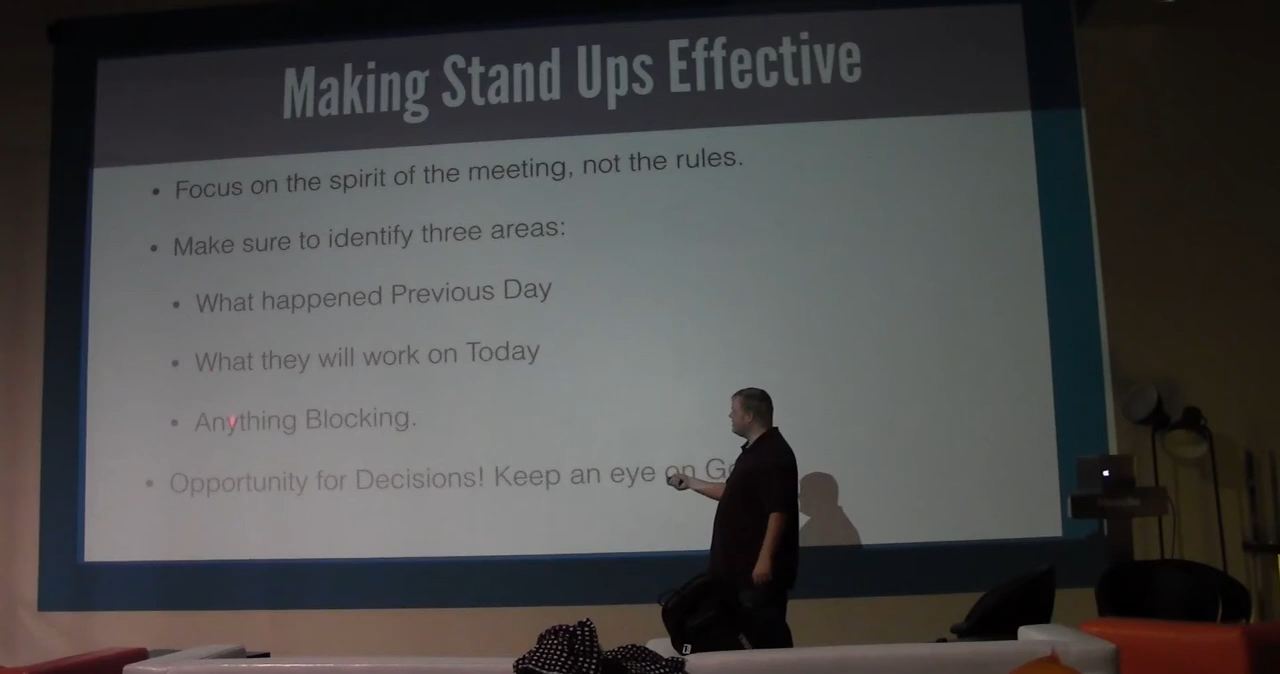 Making Stand Ups Effective
• Focus on the spirit of the meeting, not the rules.
• Make sure to identify three areas:
• What happened Previous Day
• What they will work on Today
• Anything Blocking.
• Opportunity for Decisions! Keep an eye on